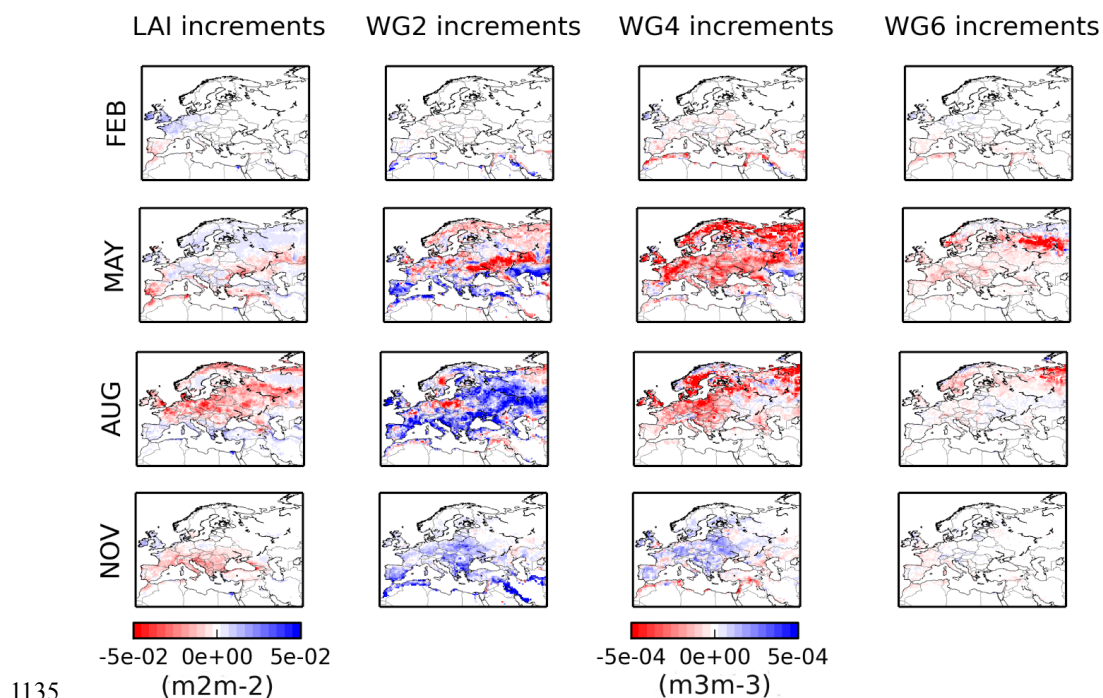 LAI increments WG2 increments WG4 increments WG6 increments
FEB
MAY
AUG
NOV
-5e-02 0e+00 5e-02 -5e-04 0e+00 5e-04
(m2m-2) (m3m-3)
1135